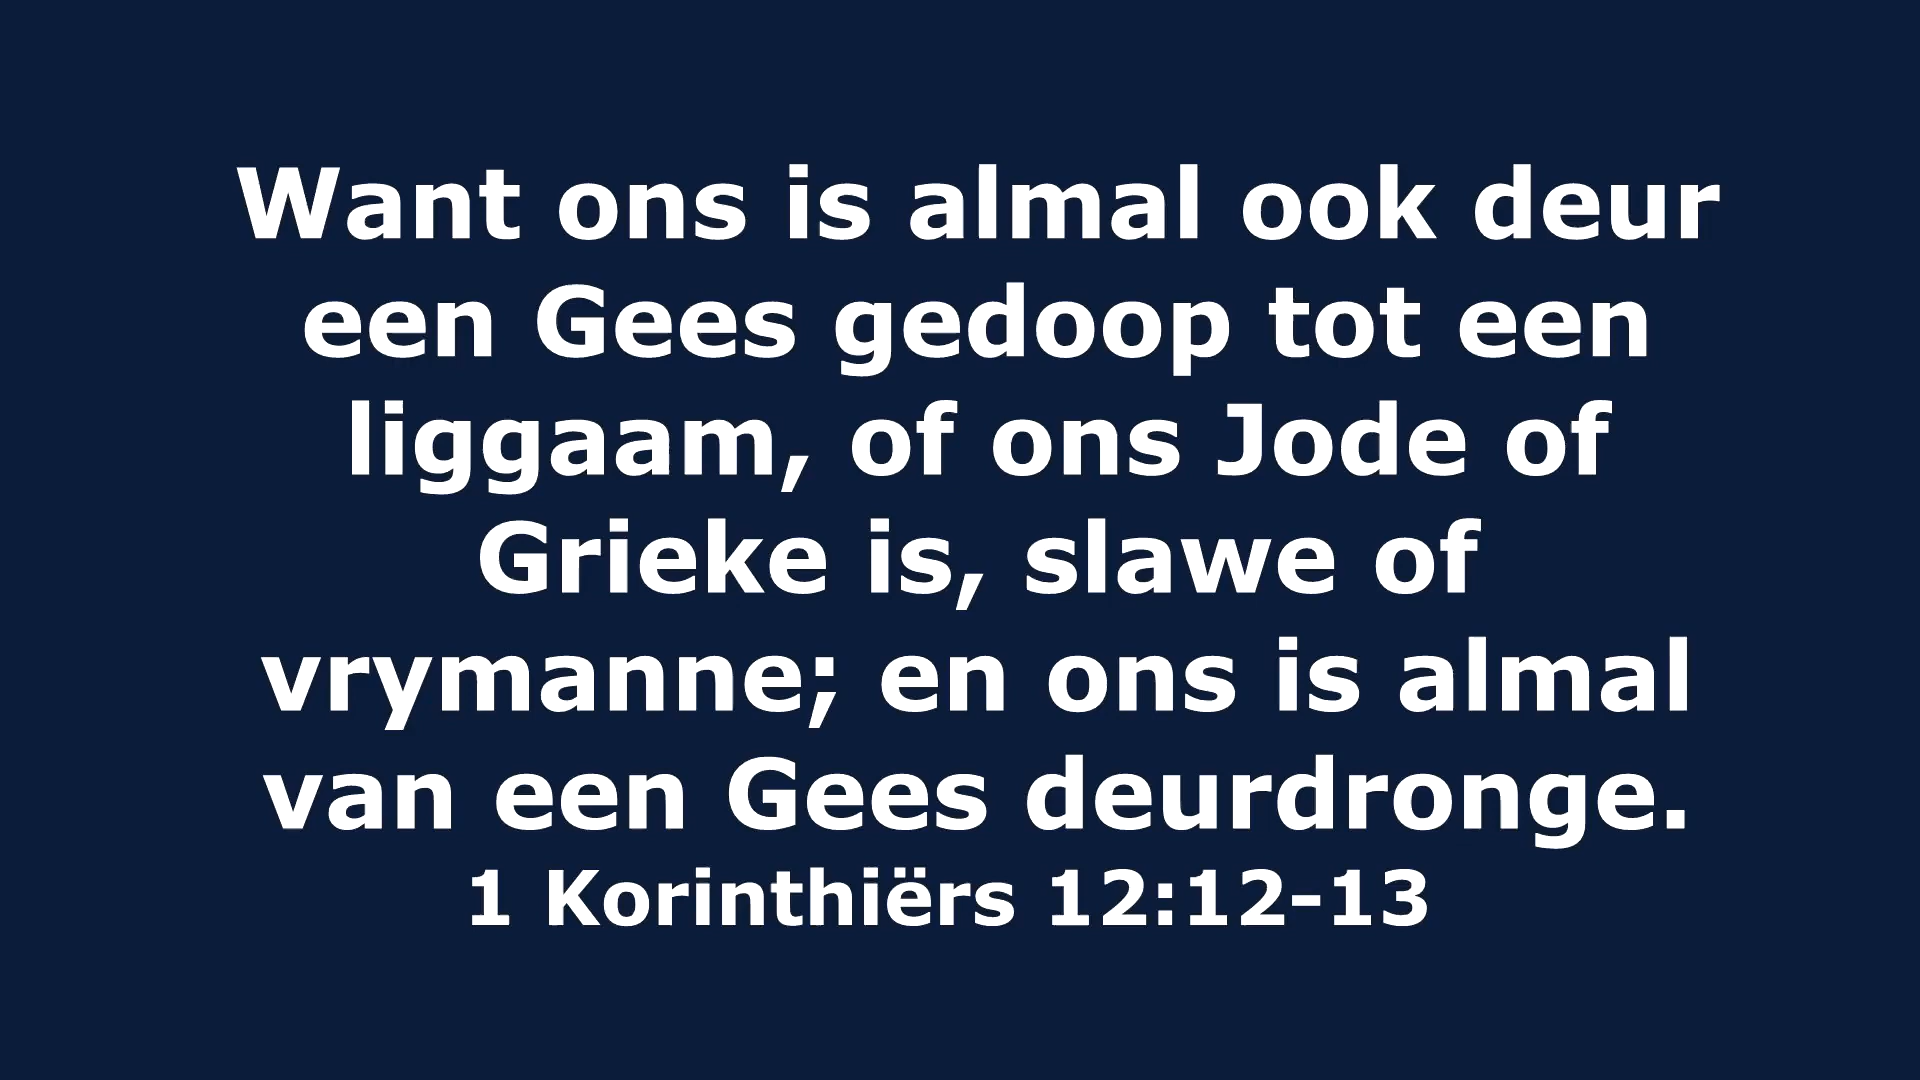 Want ons is almal ook deur
een Gees gedoop tot een
liggaam, of ons Jode of
Grieke is, slawe of
vrymanne; en ons is almal
van een Gees deurdronge.
1 Korinthiërs 12:12-13